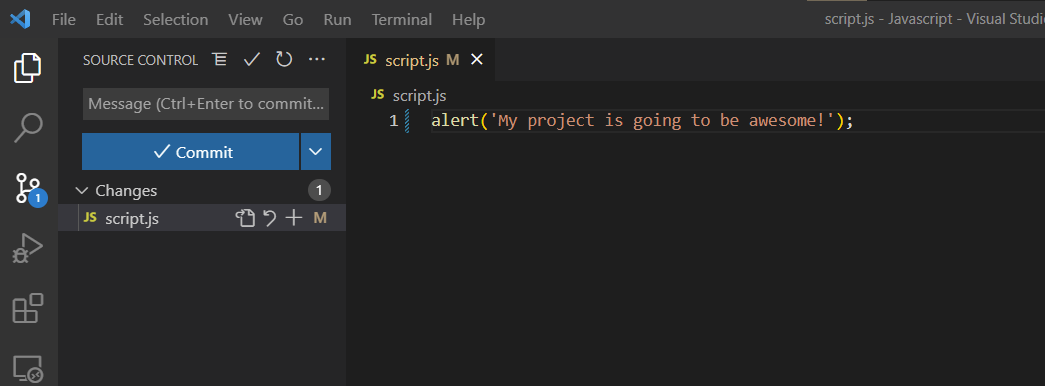 File Edit Selection View Go Run Terminal Help script.js - Javascript - Visual Studio
SOURCE CONTROL
JS script.js M
Message (Ctrl+Enter to commit...
JS script.js
1 alert('My project is going to be awesome!');
Commit
Changes 1
1
JS script.js M